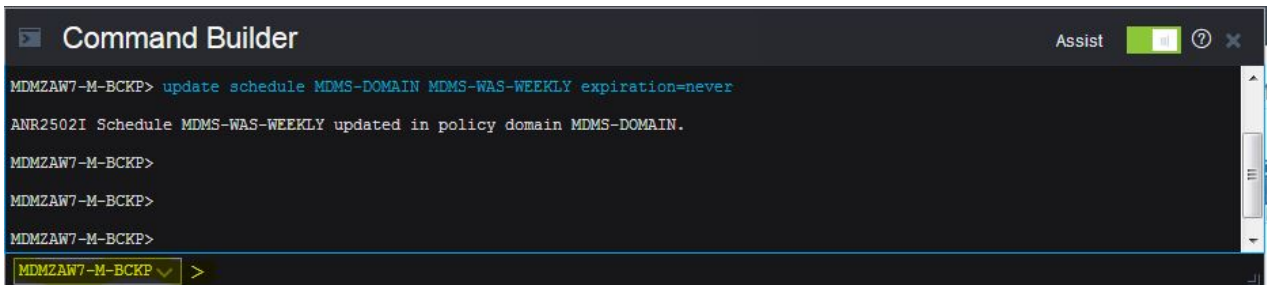 Command Builder
Assist
MDMZAW7-M-BCKP> update schedule MDMS-DOMAIN MDMS-WAS-WEEKLY expiration=never
ANR2502I Schedule MDMS-WAS-WEEKLY updated in policy domain MDMS-DOMAIN.
MDMZAW7-M-BCKP>
MDMZAW7-M-BCKP>
MDMZAW7-M-BCKP>
MDMZAW7-M-BCKP >